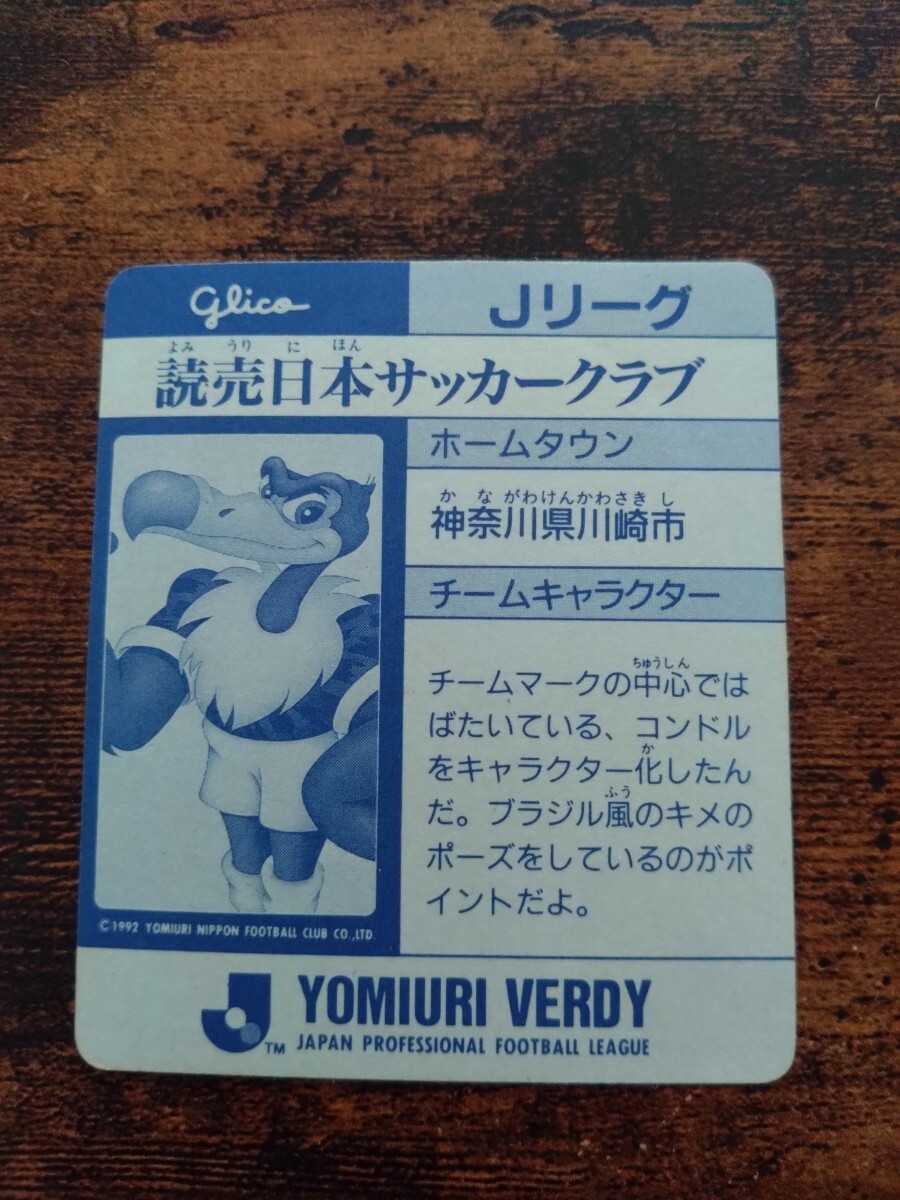 glico
Jリーグ
よみ うり に ほん
読売日本サッカークラブ
ホームタウン
か な がわけんかわさき し
神奈川県川崎市
チームキャラクター
ちゅうしん
チームマークの中心では
ばたいている、コンドル
か
をキャラクター化したん
ふう
だ。ブラジル風のキメの
ポーズをしているのがポ
イントだよ。
©1992 YOMIURI NIPPON FOOTBALL CLUB CO.,LTD.
J TM
YOMIURI VERDY
JAPAN PROFESSIONAL FOOTBALL LEAGUE